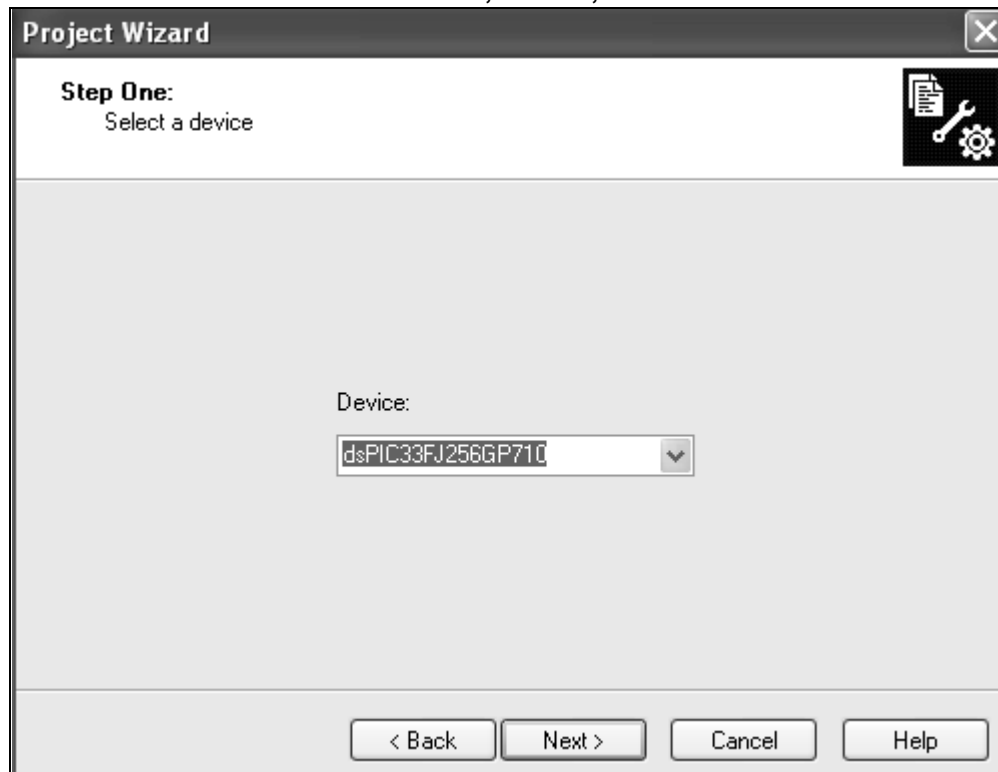 Project Wizard
Step One:
Select a device
Device:
dsPIC33FJ256GP710
< Back Next > Cancel Help